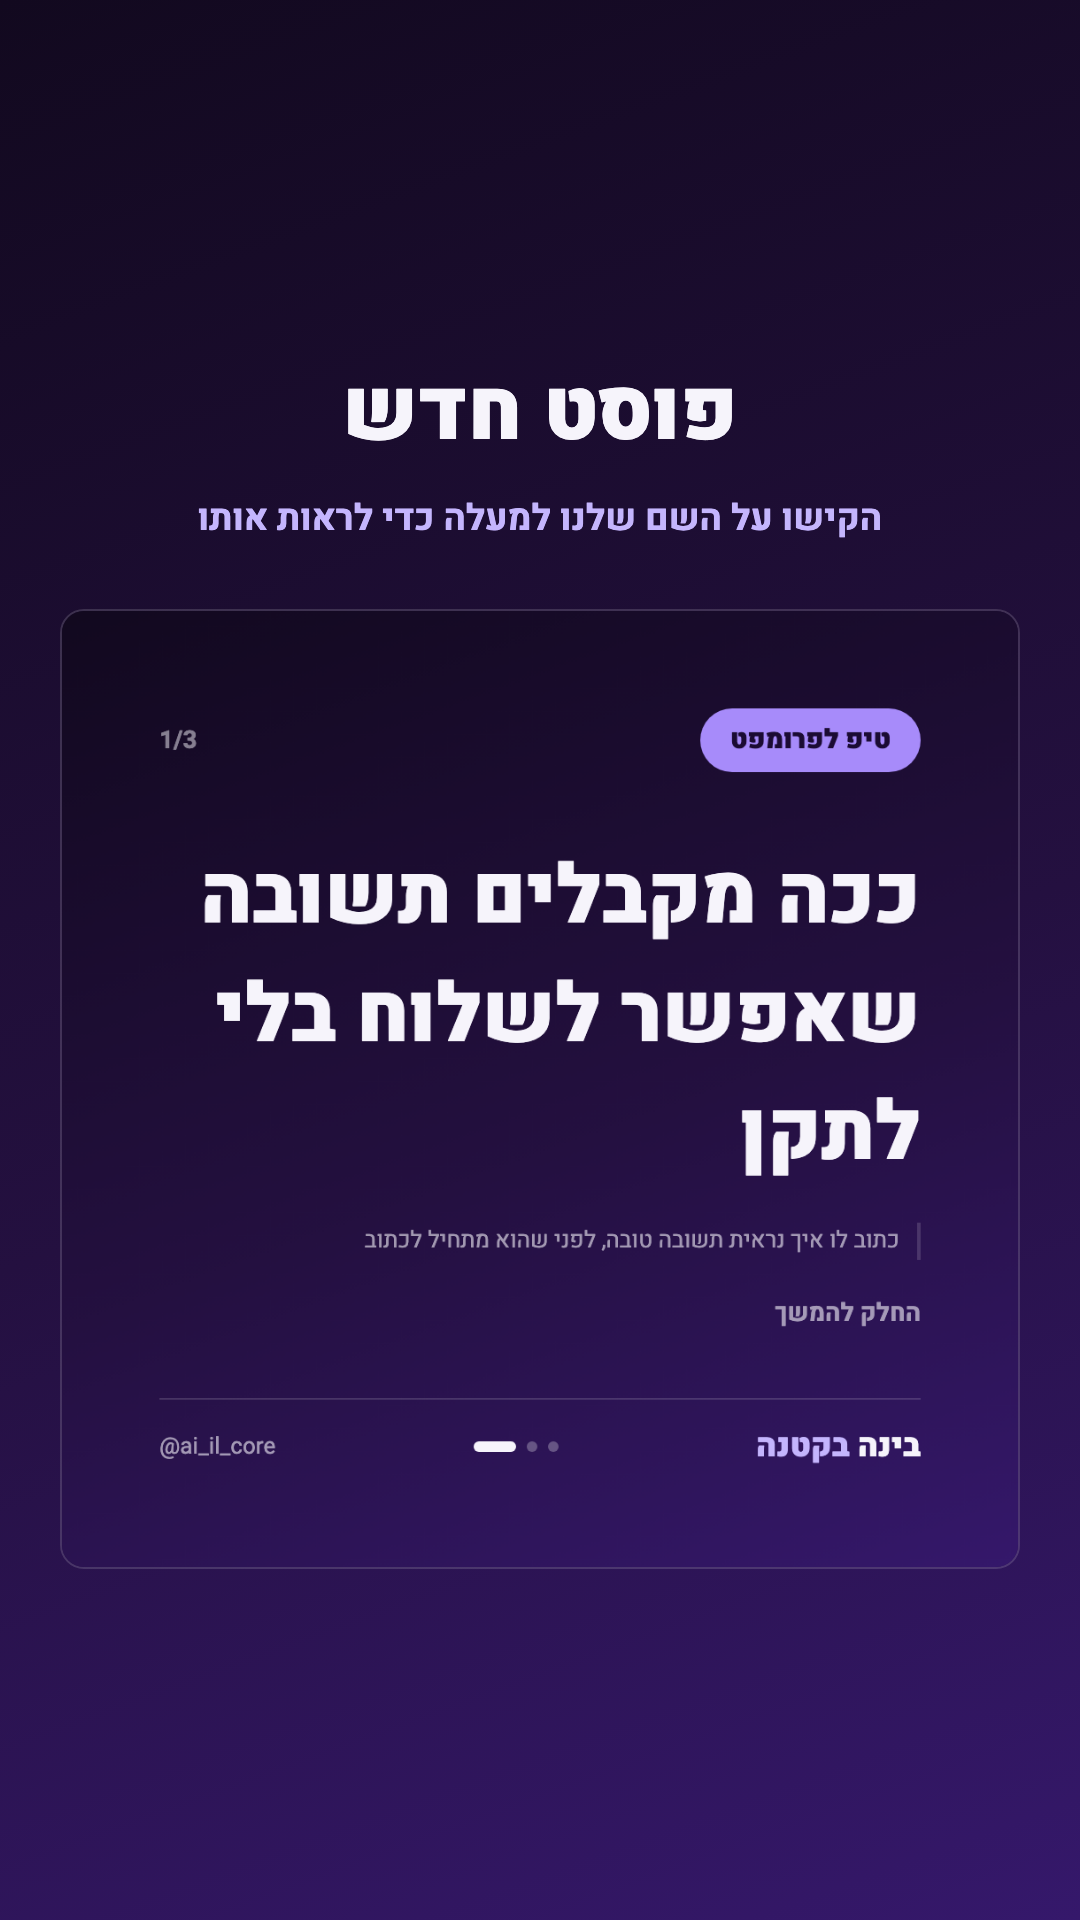 פוסט חדש
הקישו על השם שלנו למעלה כדי לראות אותו
טיפ לפרומפט
1/3
ככה מקבלים תשובה
שאפשר לשלוח בלי
לתקן
כתוב לו איך נראית תשובה טובה, לפני שהוא מתחיל לכתוב
החלק להמשך
בינה בקטנה
@ai_il_core